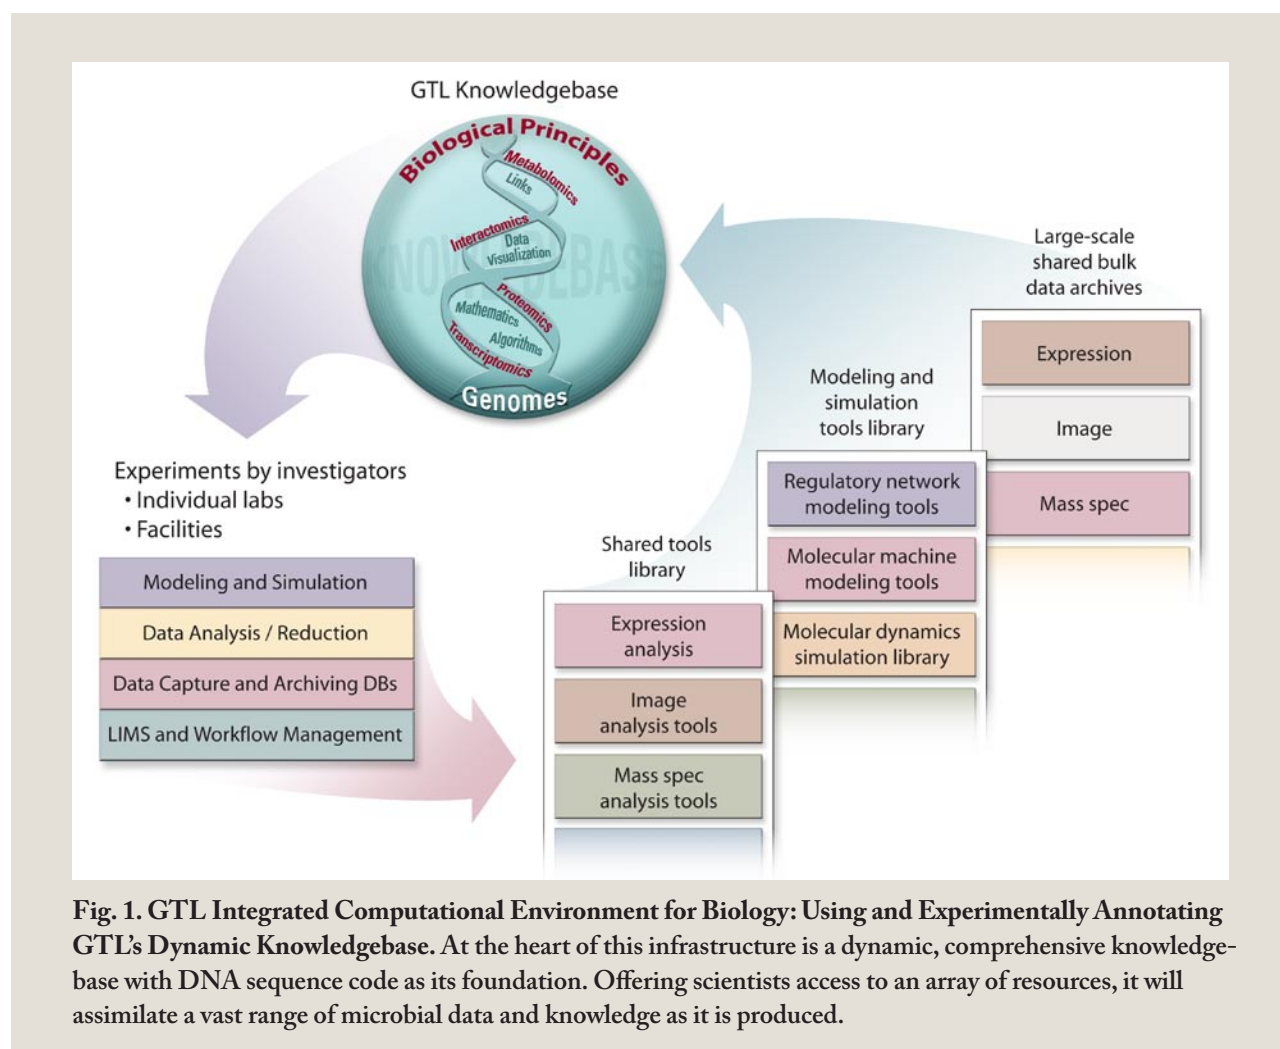 GTL Knowledgebase
Biological Principles
Metabolomics
Links
Interactomics
Data
Visualization
KNOWLEDGEBASE
Proteomics
Mathematics
Algorithms
Transcriptomics
Genomes
Experiments by investigators
• Individual labs
• Facilities
Modeling and Simulation
Data Analysis / Reduction
Data Capture and Archiving DBs
LIMS and Workflow Management
Shared tools
library
Expression
analysis
Image
analysis tools
Mass spec
analysis tools
Modeling and
simulation
tools library
Regulatory network
modeling tools
Molecular machine
modeling tools
Molecular dynamics
simulation library
Large-scale
shared bulk
data archives
Expression
Image
Mass spec
Fig. 1. GTL Integrated Computational Environment for Biology: Using and Experimentally Annotating
GTL’s Dynamic Knowledgebase. At the heart of this infrastructure is a dynamic, comprehensive knowledge-
base with DNA sequence code as its foundation. Offering scientists access to an array of resources, it will
assimilate a vast range of microbial data and knowledge as it is produced.